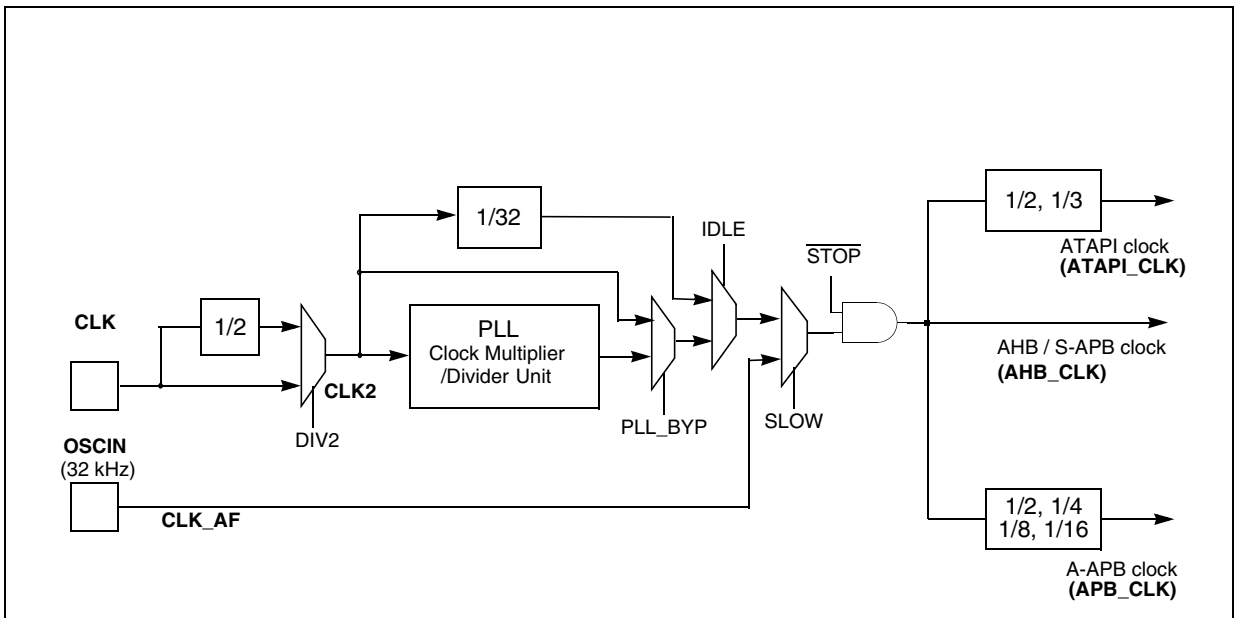 1/32
IDLE
STOP
1/2, 1/3
ATAPI clock
(ATAPI_CLK)
CLK
1/2
PLL
Clock Multiplier
/Divider Unit
CLK2
DIV2
PLL_BYP
SLOW
AHB / S-APB clock
(AHB_CLK)
OSCIN
(32 kHz)
CLK_AF
1/2, 1/4
1/8, 1/16
A-APB clock
(APB_CLK)